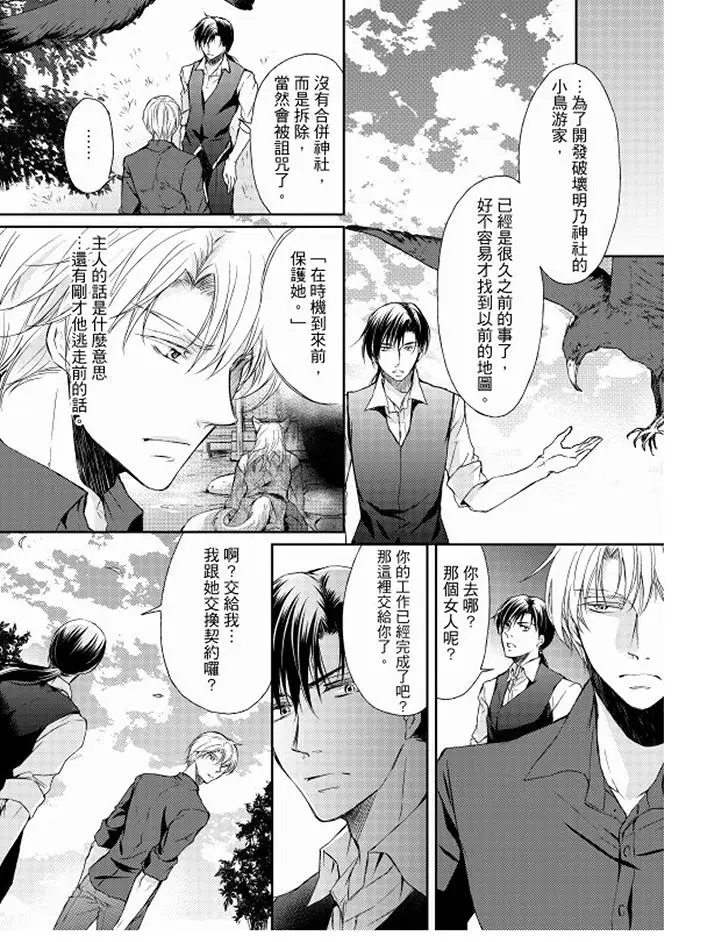 …為了開發破壞明乃神社的
小鳥游家，
已經是很久之前的事了，
好不容易才找到以前的地圖。
沒有合併神社，
而是拆除，
當然會被詛咒了。
……
「在時機到來前，
保護她。」
主人的話是什麼意思
…還有剛才他逃走前的話。
你去哪？
那個女人呢？
你的工作已經完成了吧？
那這裡交給你了。
啊？交給我…
我跟她交換契約囉？